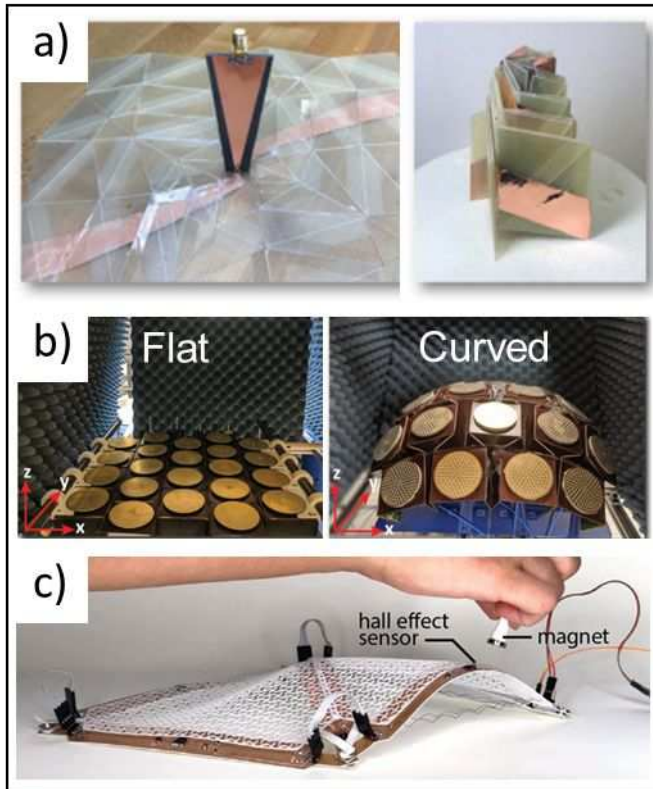 a)
b)
Flat
Curved
z
y
x
z
y
x
c)
hall effect
sensor
magnet